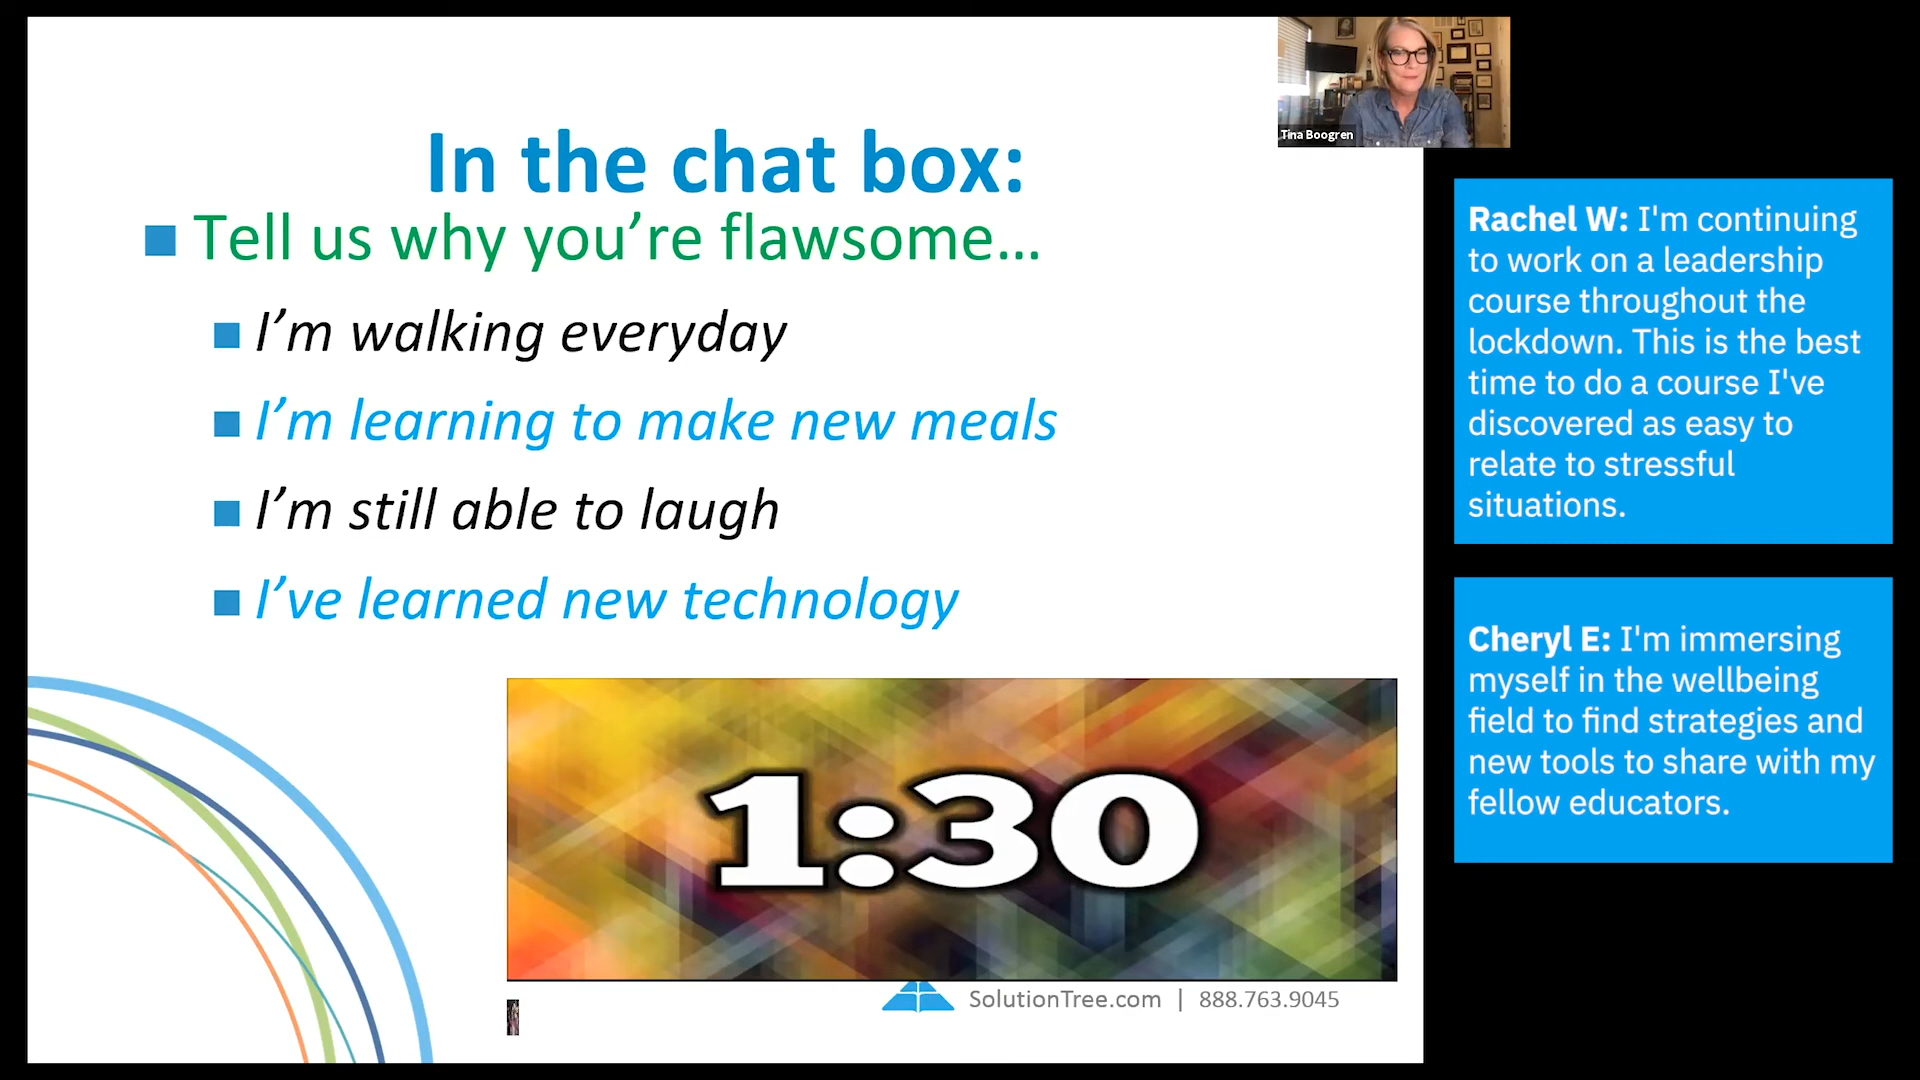 In the chat box:
Tell us why you’re flawsome…
I’m walking everyday
I’m learning to make new meals
I’m still able to laugh
I’ve learned new technology
1:30
SolutionTree.com | 888.763.9045
Tina Boogren
Rachel W: I'm continuing
to work on a leadership
course throughout the
lockdown. This is the best
time to do a course I've
discovered as easy to
relate to stressful
situations.
Cheryl E: I'm immersing
myself in the wellbeing
field to find strategies and
new tools to share with my
fellow educators.